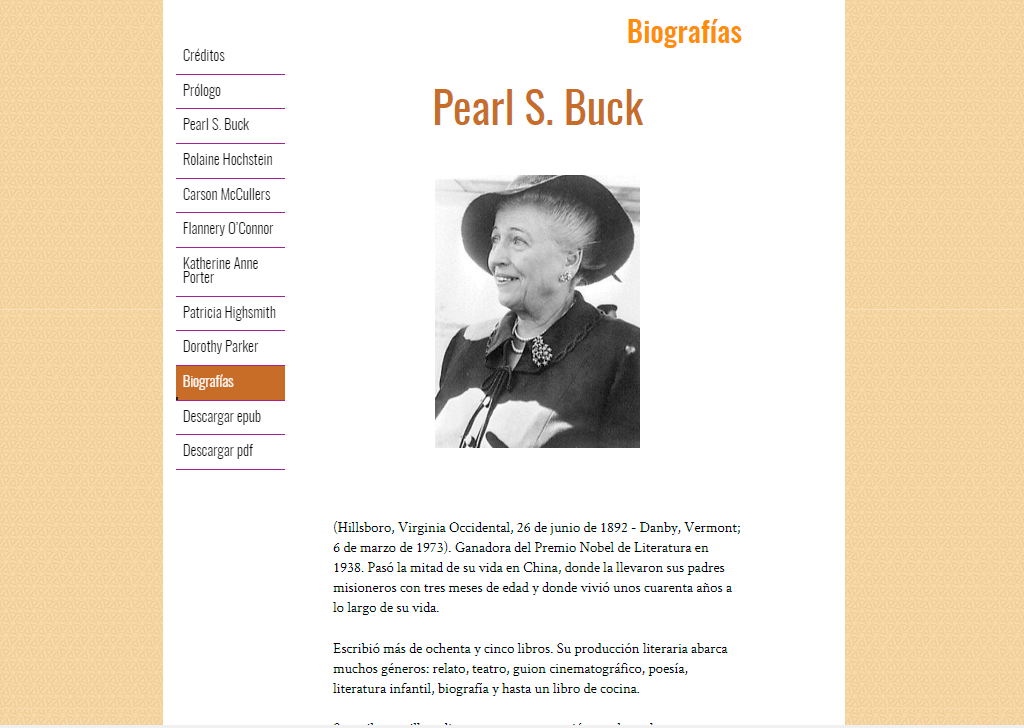 Biografías
Créditos
Prólogo
Pearl S. Buck
Rolaine Hochstein
Carson McCullers
Flannery O'Connor
Katherine Anne
Porter
Patricia Highsmith
Dorothy Parker
Biografías
Descargar epub
Descargar pdf
Pearl S. Buck
(Hillsboro, Virginia Occidental, 26 de junio de 1892 - Danby, Vermont;
6 de marzo de 1973). Ganadora del Premio Nobel de Literatura en
1938. Pasó la mitad de su vida en China, donde la llevaron sus padres
misioneros con tres meses de edad y donde vivió unos cuarenta años a
lo largo de su vida.
Escribió más de ochenta y cinco libros. Su producción literaria abarca
muchos géneros: relato, teatro, guion cinematográfico, poesía,
literatura infantil, biografía y hasta un libro de cocina.